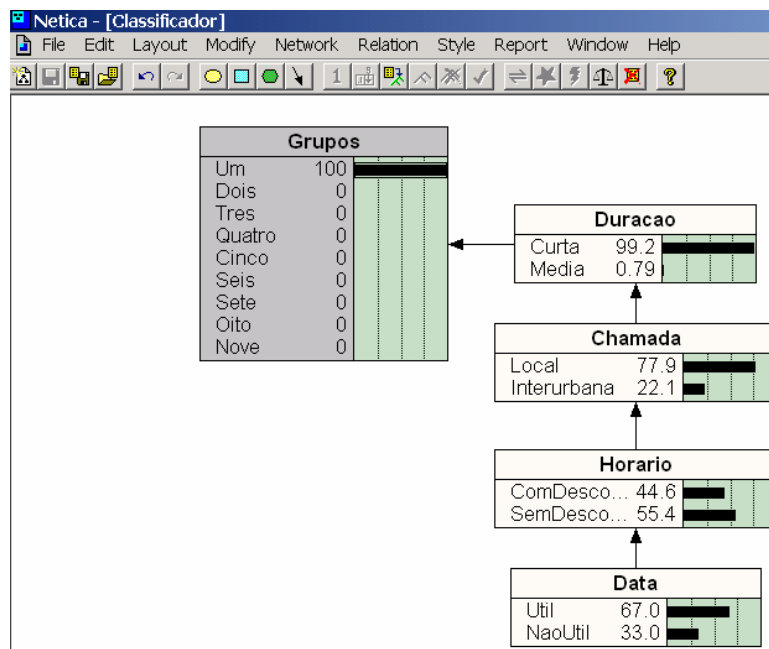 Netica - [Classificador]
File Edit Layout Modify Network Relation Style Report Window Help
1 ?
Grupos
Um 100
Dois 0
Tres 0
Quatro 0
Cinco 0
Seis 0
Sete 0
Oito 0
Nove 0
Duracao
Curta 99.2
Media 0.79
Chamada
Local 77.9
Interurbana 22.1
Horario
ComDesco... 44.6
SemDesco... 55.4
Data
Util 67.0
NaoUtil 33.0